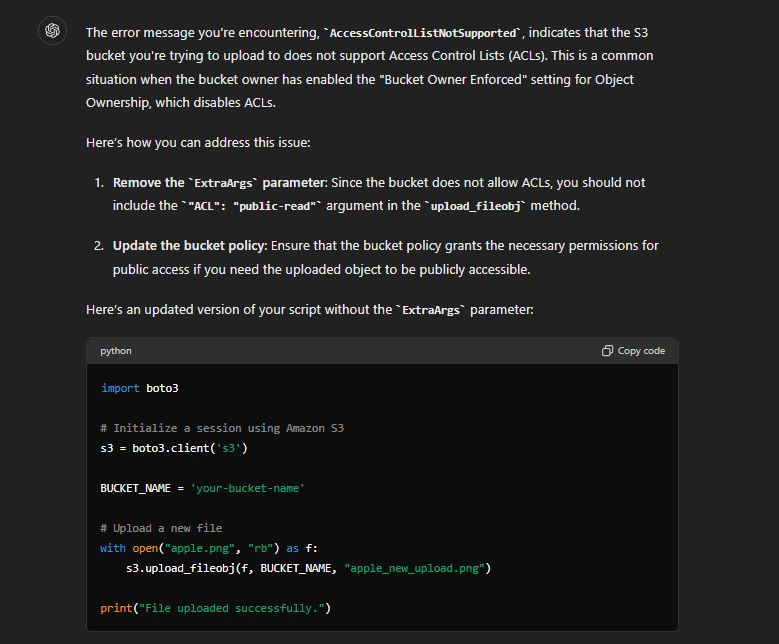 The error message you're encountering, `AccessControlListNotSupported`, indicates that the S3
bucket you're trying to upload to does not support Access Control Lists (ACLs). This is a common
situation when the bucket owner has enabled the "Bucket Owner Enforced" setting for Object
Ownership, which disables ACLs.
Here's how you can address this issue:
1. Remove the `ExtraArgs` parameter: Since the bucket does not allow ACLs, you should not
include the `"ACL": "public-read"` argument in the `upload_fileobj` method.
2. Update the bucket policy: Ensure that the bucket policy grants the necessary permissions for
public access if you need the uploaded object to be publicly accessible.
Here's an updated version of your script without the `ExtraArgs` parameter:
python Copy code
import boto3
# Initialize a session using Amazon S3
s3 = boto3.client('s3')
BUCKET_NAME = 'your-bucket-name'
# Upload a new file
with open("apple.png", "rb") as f:
    s3.upload_fileobj(f, BUCKET_NAME, "apple_new_upload.png")
print("File uploaded successfully.")